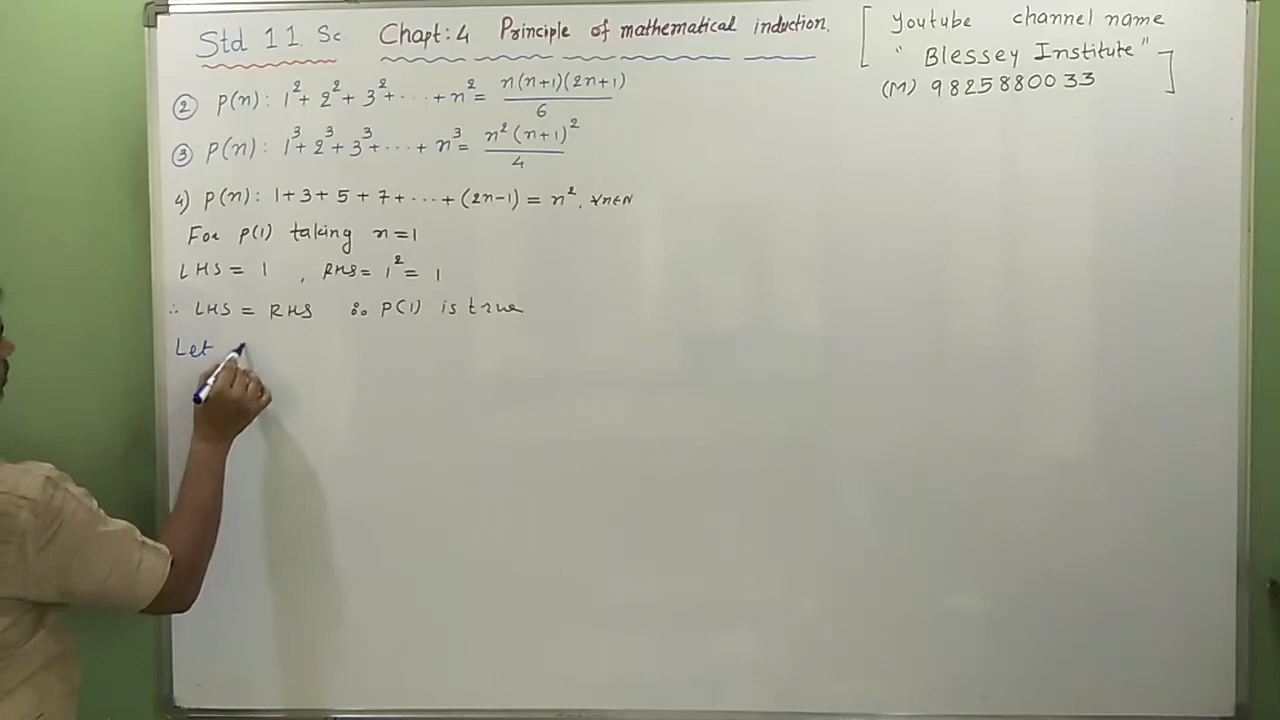 Std 11. Sc Chapt: 4 Principle of mathematical induction.
[ youtube channel name
" Blessey Institute" ]
(M) 9825880033
② p(n): 1² + 2² + 3² + ... + n² = n(n+1)(2n+1)/6
③ p(n): 1³ + 2³ + 3³ + ... + n³ = n²(n+1)²/4
4) p(n): 1 + 3 + 5 + 7 + ... + (2n-1) = n², ∀n∈N
For p(1) taking n=1
LHS = 1 , RHS = 1² = 1
∴ LHS = RHS ∴ P(1) is true
Let